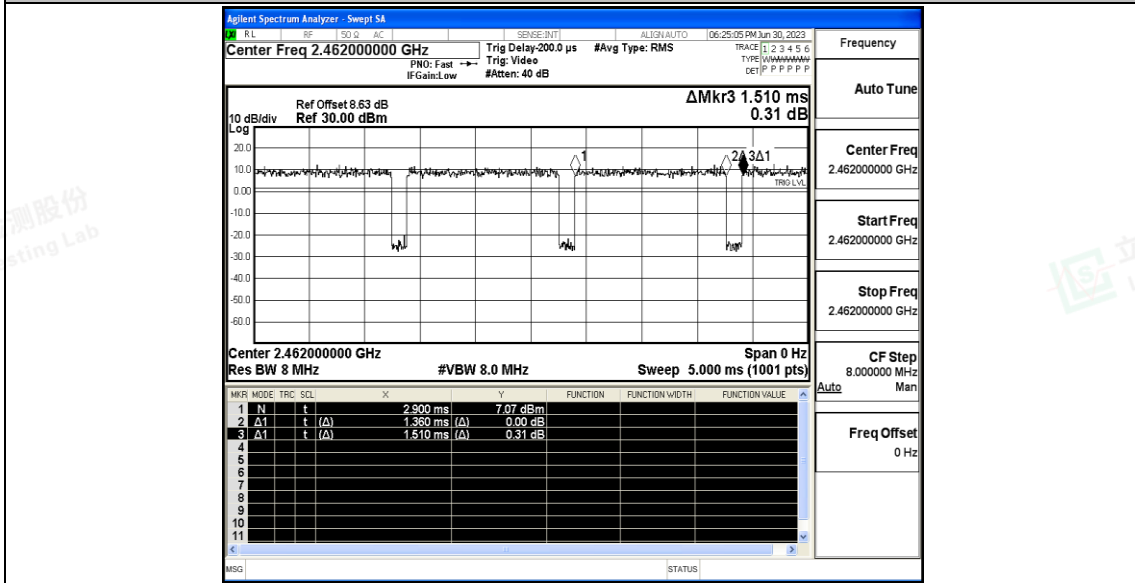 Agilent Spectrum Analyzer - Swept SA
RL RF 50 Ω AC SENSE:INT ALIGNAUTO 06:25:05 PM Jun 30, 2023
Center Freq 2.462000000 GHz
PNO: Fast
IFGain:Low
Trig Delay-200.0 µs
Trig: Video
#Atten: 40 dB
#Avg Type: RMS
TRACE 1 2 3 4 5 6
TYPE
DET P P P P P P
Frequency
Auto Tune
ΔMkr3 1.510 ms
0.31 dB
Ref Offset 8.63 dB
10 dB/div Ref 30.00 dBm
Log
20.0
10.0
0.00
-10.0
-20.0
-30.0
-40.0
-50.0
-60.0
1
2Δ 3Δ1
TRIG LVL
Center 2.462000000 GHz Span 0 Hz
Res BW 8 MHz #VBW 8.0 MHz Sweep 5.000 ms (1001 pts)
Center Freq
2.462000000 GHz
Start Freq
2.462000000 GHz
Stop Freq
2.462000000 GHz
CF Step
8.000000 MHz
Auto Man
Freq Offset
0 Hz
MKR MODE TRC SCL X Y FUNCTION FUNCTION WIDTH FUNCTION VALUE
1 N t 2.900 ms 7.07 dBm
2 Δ1 t (Δ) 1.360 ms (Δ) 0.00 dB
3 Δ1 t (Δ) 1.510 ms (Δ) 0.31 dB
4
5
6
7
8
9
10
11
MSG STATUS
测股份
sting Lab
立